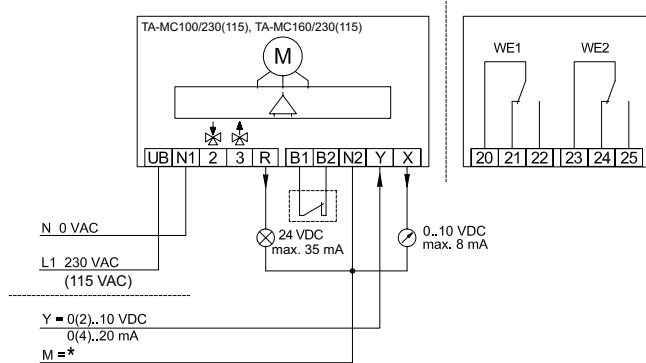 TA-MC100/230(115), TA-MC160/230(115)
M
WE1 WE2
UB N1 2 3 R B1 B2 N2 Y X
20 21 22 23 24 25
N 0 VAC
24 VDC
max. 35 mA
0..10 VDC
max. 8 mA
L1 230 VAC
(115 VAC)
Y = 0(2)..10 VDC
0(4)..20 mA
M =*